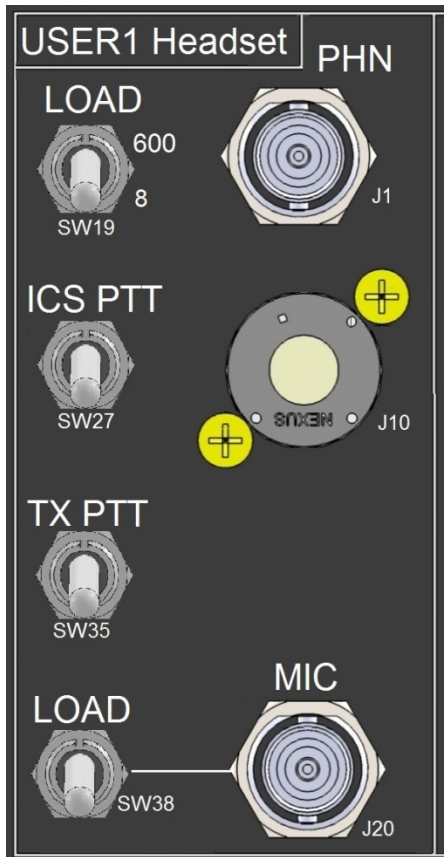 USER1 Headset
PHN
LOAD
600
8
SW19
J1
ICS PTT
SW27
NEXUS
J10
TX PTT
SW35
MIC
LOAD
SW38
J20